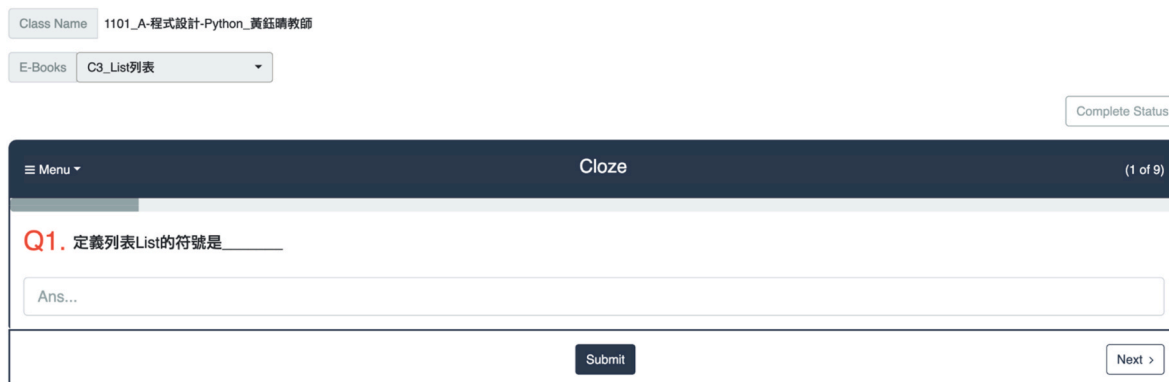 Class Name 1101_A-程式設計-Python_黃鈺晴教師
E-Books C3_List列表
Complete Status
≡ Menu Cloze (1 of 9)
Q1. 定義列表List的符號是_______
Ans...
Submit Next >